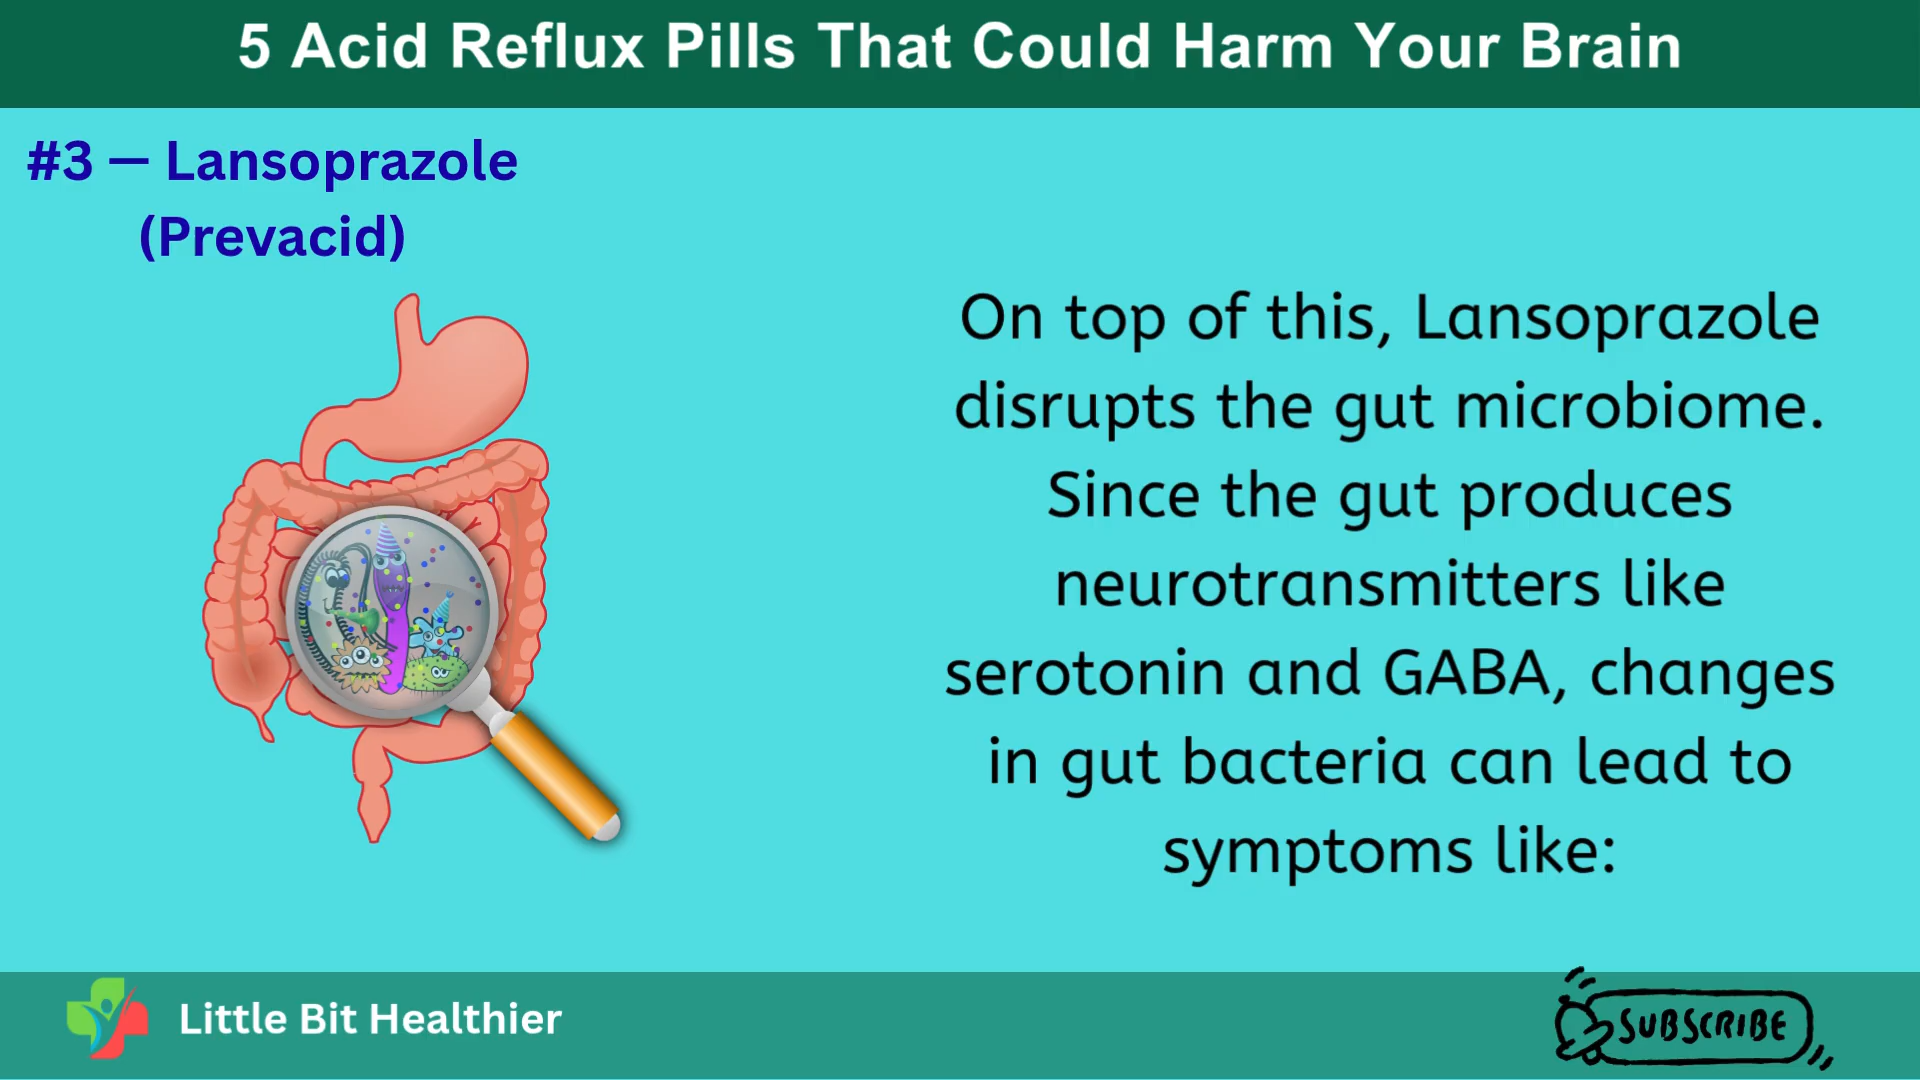 5 Acid Reflux Pills That Could Harm Your Brain
#3 — Lansoprazole
(Prevacid)
On top of this, Lansoprazole
disrupts the gut microbiome.
Since the gut produces
neurotransmitters like
serotonin and GABA, changes
in gut bacteria can lead to
symptoms like:
Little Bit Healthier
SUBSCRIBE